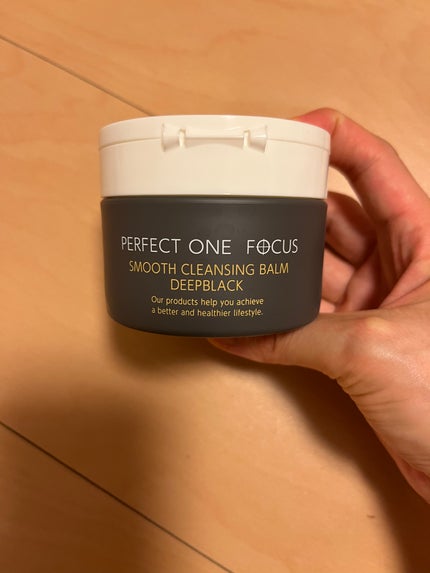 PERFECT ONE FOCUS
SMOOTH CLEANSING BALM
DEEPBLACK
Our products help you achieve
a better and healthier lifestyle.